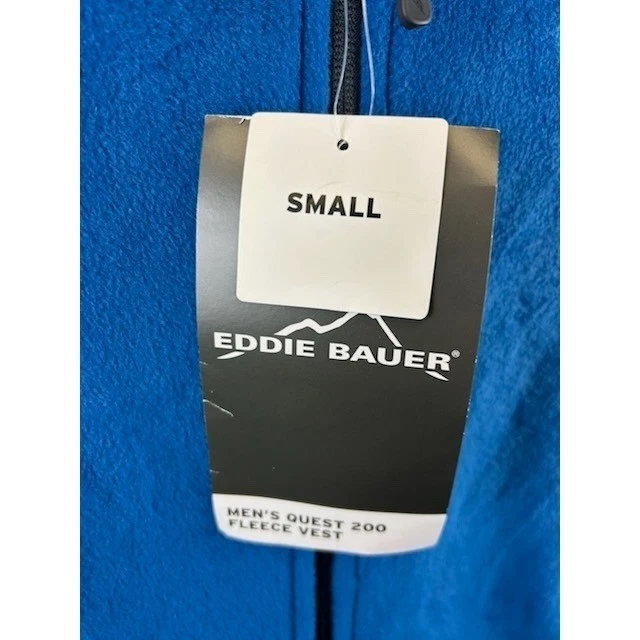 SMALL
EDDIE BAUER®
MEN'S QUEST 200
FLEECE VEST